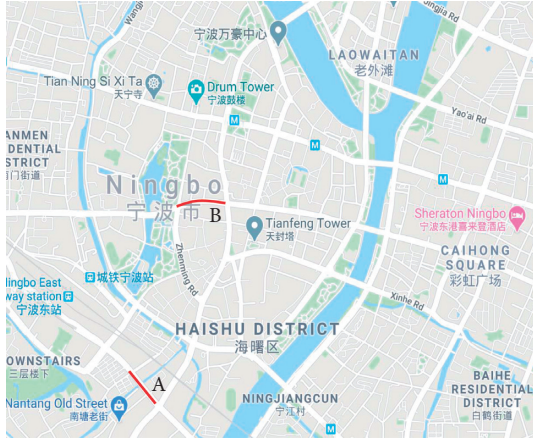 Wang
宁波万豪中心
Jia Rd
LAOWAITAN
老外滩
Tian Ning Si Xi Ta
天宁寺
Drum Tower
宁波鼓楼
M
Yao'ai Rd
M
M
ANMEN
DENTIAL
STRICT
门街道
Ningbo
宁波市
B
Tianfeng Tower
天封塔
Sheraton Ningbo
宁波东港喜来登酒店
Zhenming Rd
CAIHONG
SQUARE
彩虹广场
城铁宁波站
Ningbo East
way station
宁波东站
Xinhe Rd
HAISHU DISTRICT
海曙区
OWNSTAIRS
三层楼下
A
Nantang Old Street
南塘老街
NINGJIANGCUN
宁江村
M
BAIHE
RESIDENTIAL
DISTRICT
白鹤街道